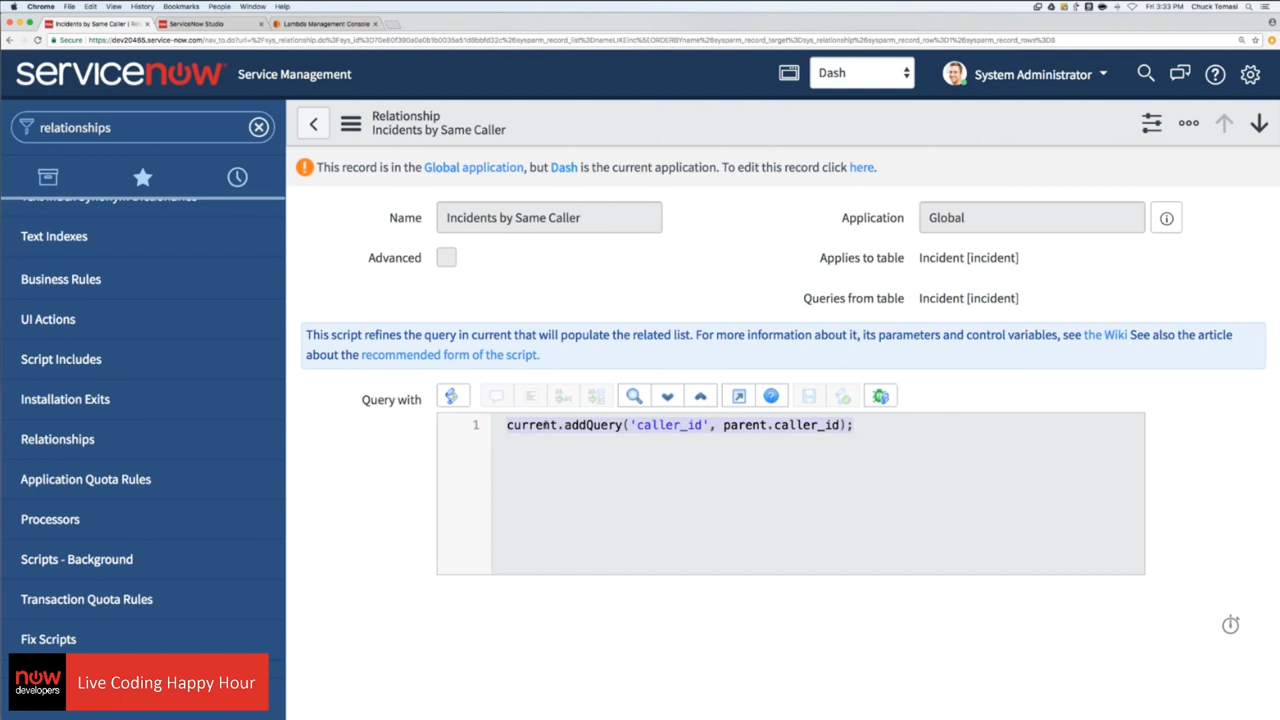 Chrome File Edit View History Bookmarks People Window Help
Fri 3:33 PM Chuck Tomasi
Incidents by Same Caller | Rel
ServiceNow Studio
Lambda Management Console
servicenow Service Management
Dash
System Administrator
relationships
Relationship
Incidents by Same Caller
This record is in the Global application, but Dash is the current application. To edit this record click here.
Text Indexes
Business Rules
UI Actions
Script Includes
Installation Exits
Relationships
Application Quota Rules
Processors
Scripts - Background
Transaction Quota Rules
Fix Scripts
Name Incidents by Same Caller
Application Global
Advanced
Applies to table Incident [incident]
Queries from table Incident [incident]
This script refines the query in current that will populate the related list. For more information about it, its parameters and control variables, see the Wiki See also the article
about the recommended form of the script.
Query with
1 current.addQuery('caller_id', parent.caller_id);
now
developers
Live Coding Happy Hour